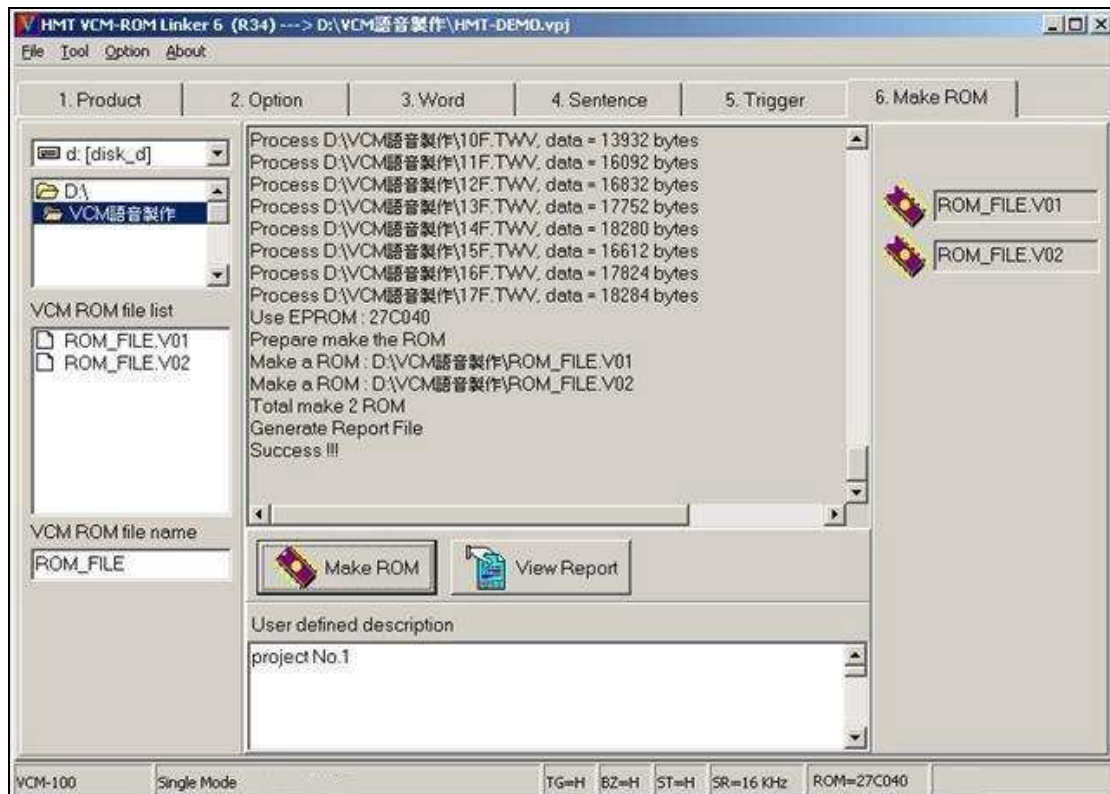 HMT VCM-ROM Linker 6 (R34) ---> D:\VCM語音製作\HMT-DEMO.vpj
File Tool Option About
1. Product
2. Option
3. Word
4. Sentence
5. Trigger
6. Make ROM
d: [disk_d]
D:\
VCM語音製作
VCM ROM file list
ROM_FILE.V01
ROM_FILE.V02
VCM ROM file name
ROM_FILE
Process D:\VCM語音製作\10F.TWV, data = 13932 bytes
Process D:\VCM語音製作\11F.TWV, data = 16092 bytes
Process D:\VCM語音製作\12F.TWV, data = 16832 bytes
Process D:\VCM語音製作\13F.TWV, data = 17752 bytes
Process D:\VCM語音製作\14F.TWV, data = 18280 bytes
Process D:\VCM語音製作\15F.TWV, data = 16612 bytes
Process D:\VCM語音製作\16F.TWV, data = 17824 bytes
Process D:\VCM語音製作\17F.TWV, data = 18284 bytes
Use EPROM : 27C040
Prepare make the ROM
Make a ROM : D:\VCM語音製作\ROM_FILE.V01
Make a ROM : D:\VCM語音製作\ROM_FILE.V02
Total make 2 ROM
Generate Report File
Success !!!
Make ROM
View Report
User defined description
project No.1
ROM_FILE.V01
ROM_FILE.V02
VCM-100
Single Mode
TG=H
BZ=H
ST=H
SR=16 KHz
ROM=27C040